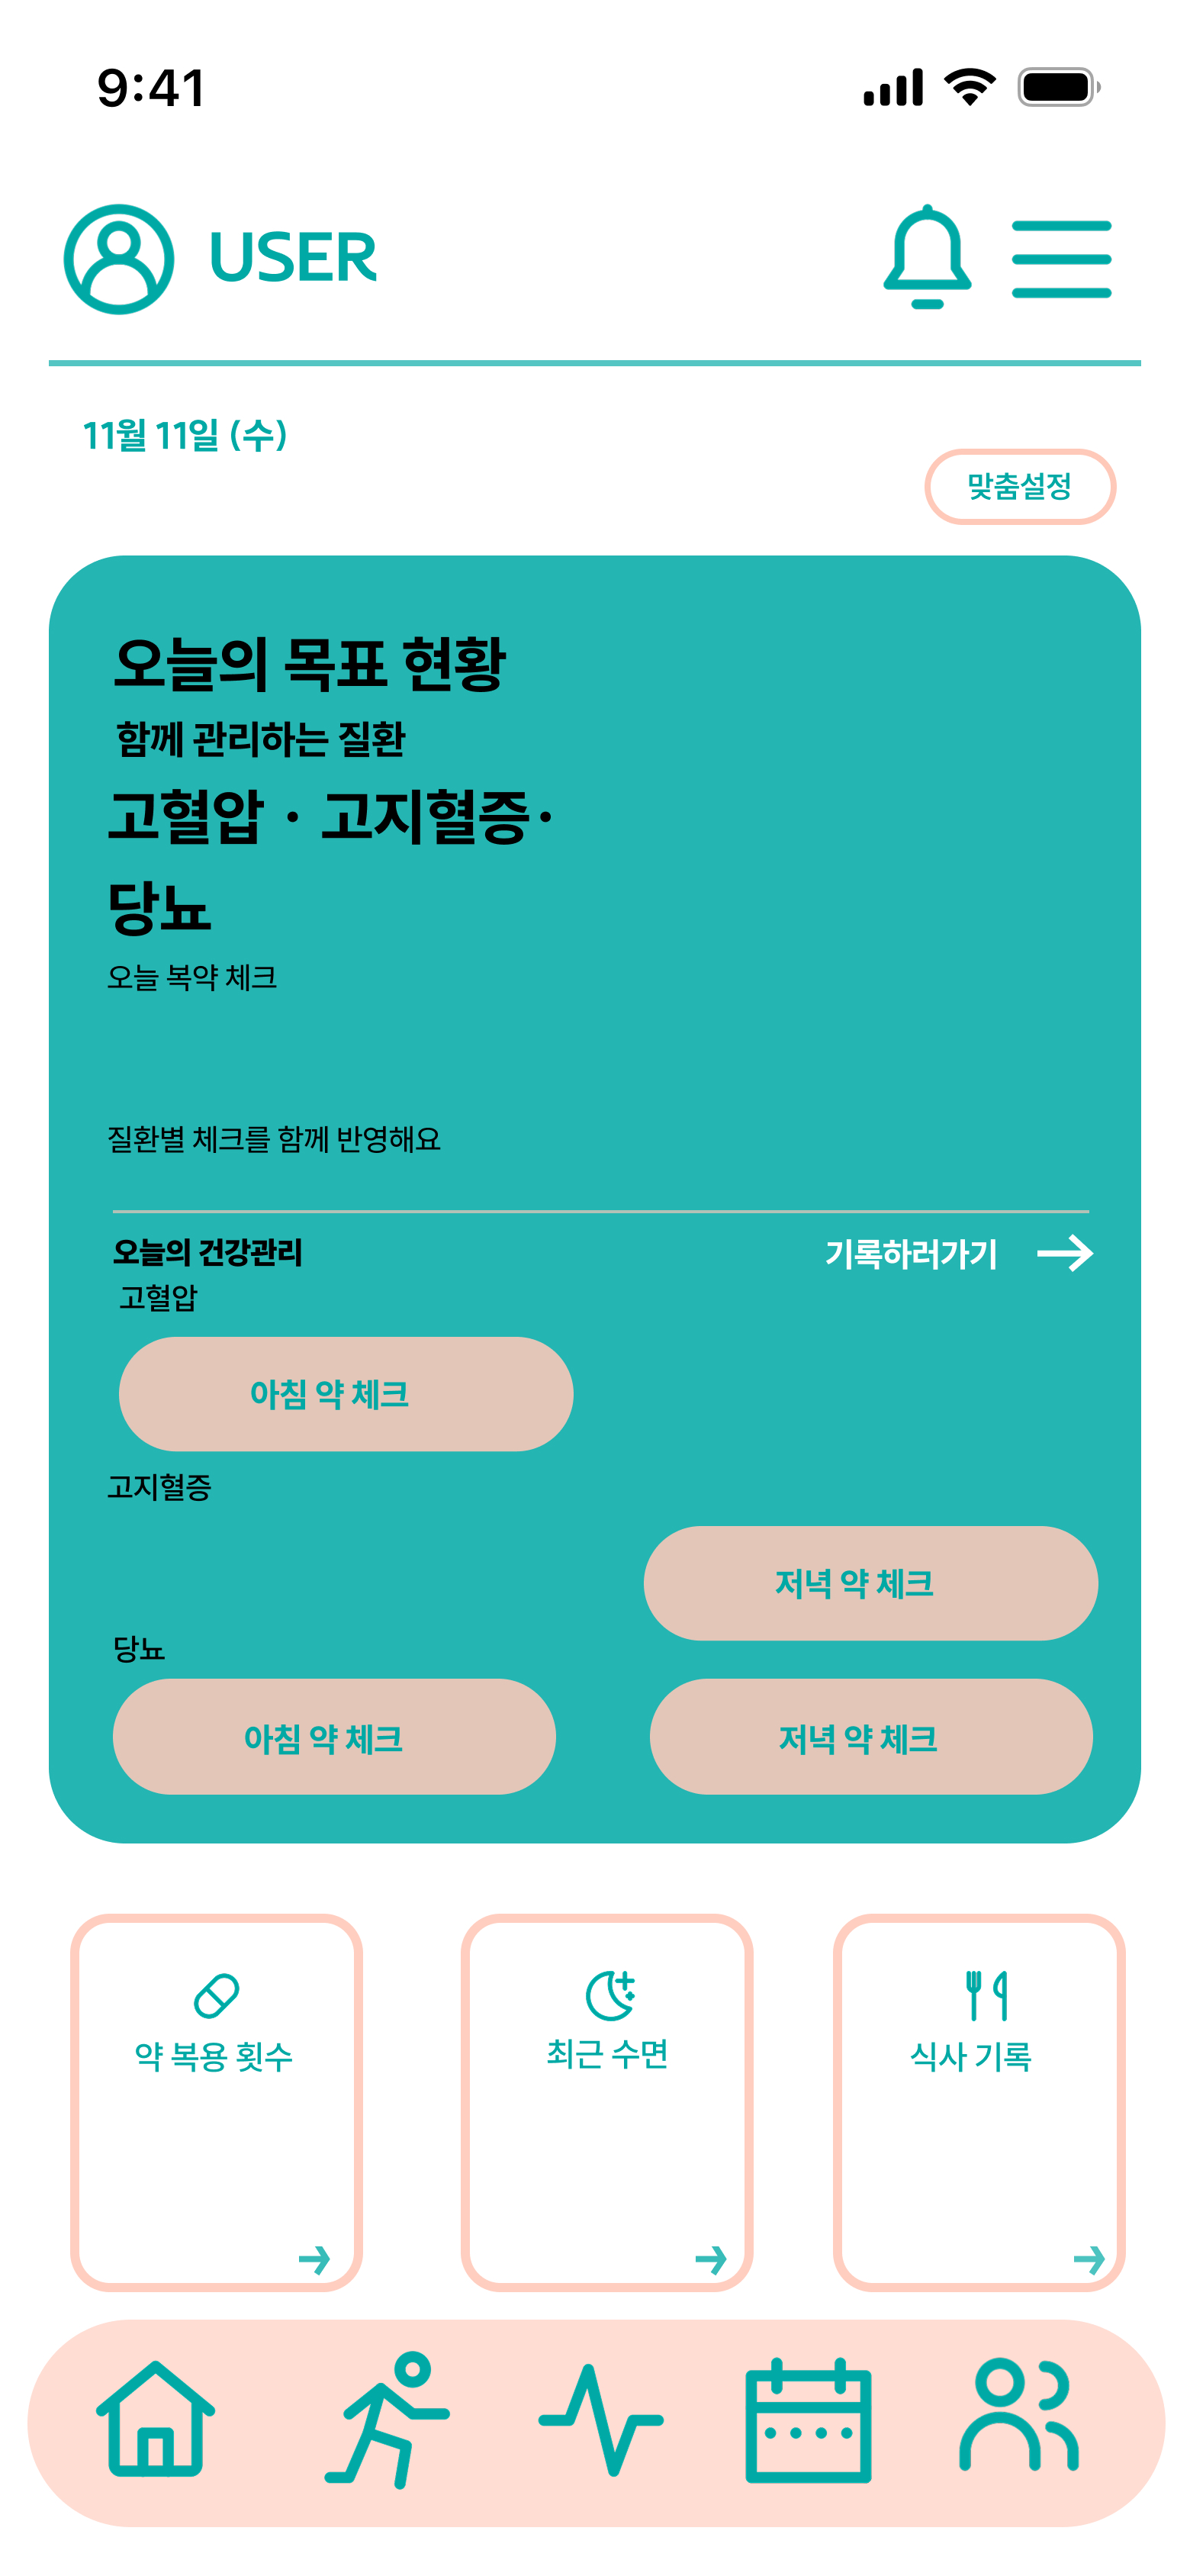 9:41
USER
11월 11일 (수)
맞춤설정
오늘의 목표 현황
함께 관리하는 질환
고혈압 · 고지혈증·
당뇨
오늘 복약 체크
질환별 체크를 함께 반영해요
오늘의 건강관리
기록하러가기
고혈압
아침 약 체크
고지혈증
저녁 약 체크
당뇨
아침 약 체크
저녁 약 체크
약 복용 횟수
최근 수면
식사 기록